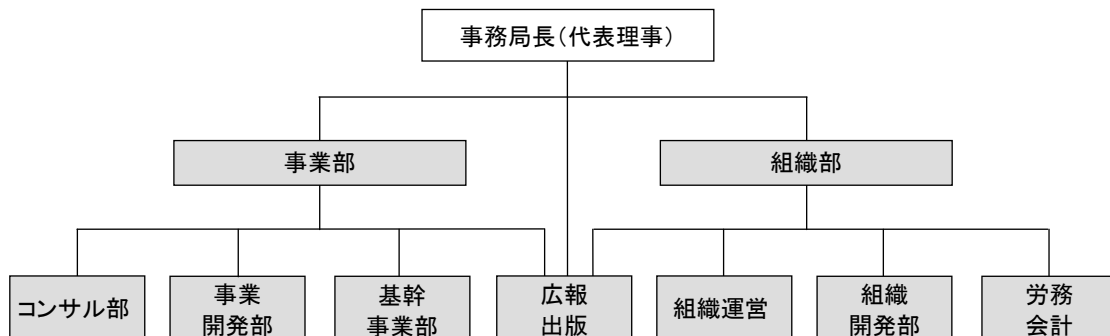 事務局長（代表理事）
事業部
組織部
コンサル部
事業
開発部
基幹
事業部
広報
出版
組織運営
組織
開発部
労務
会計